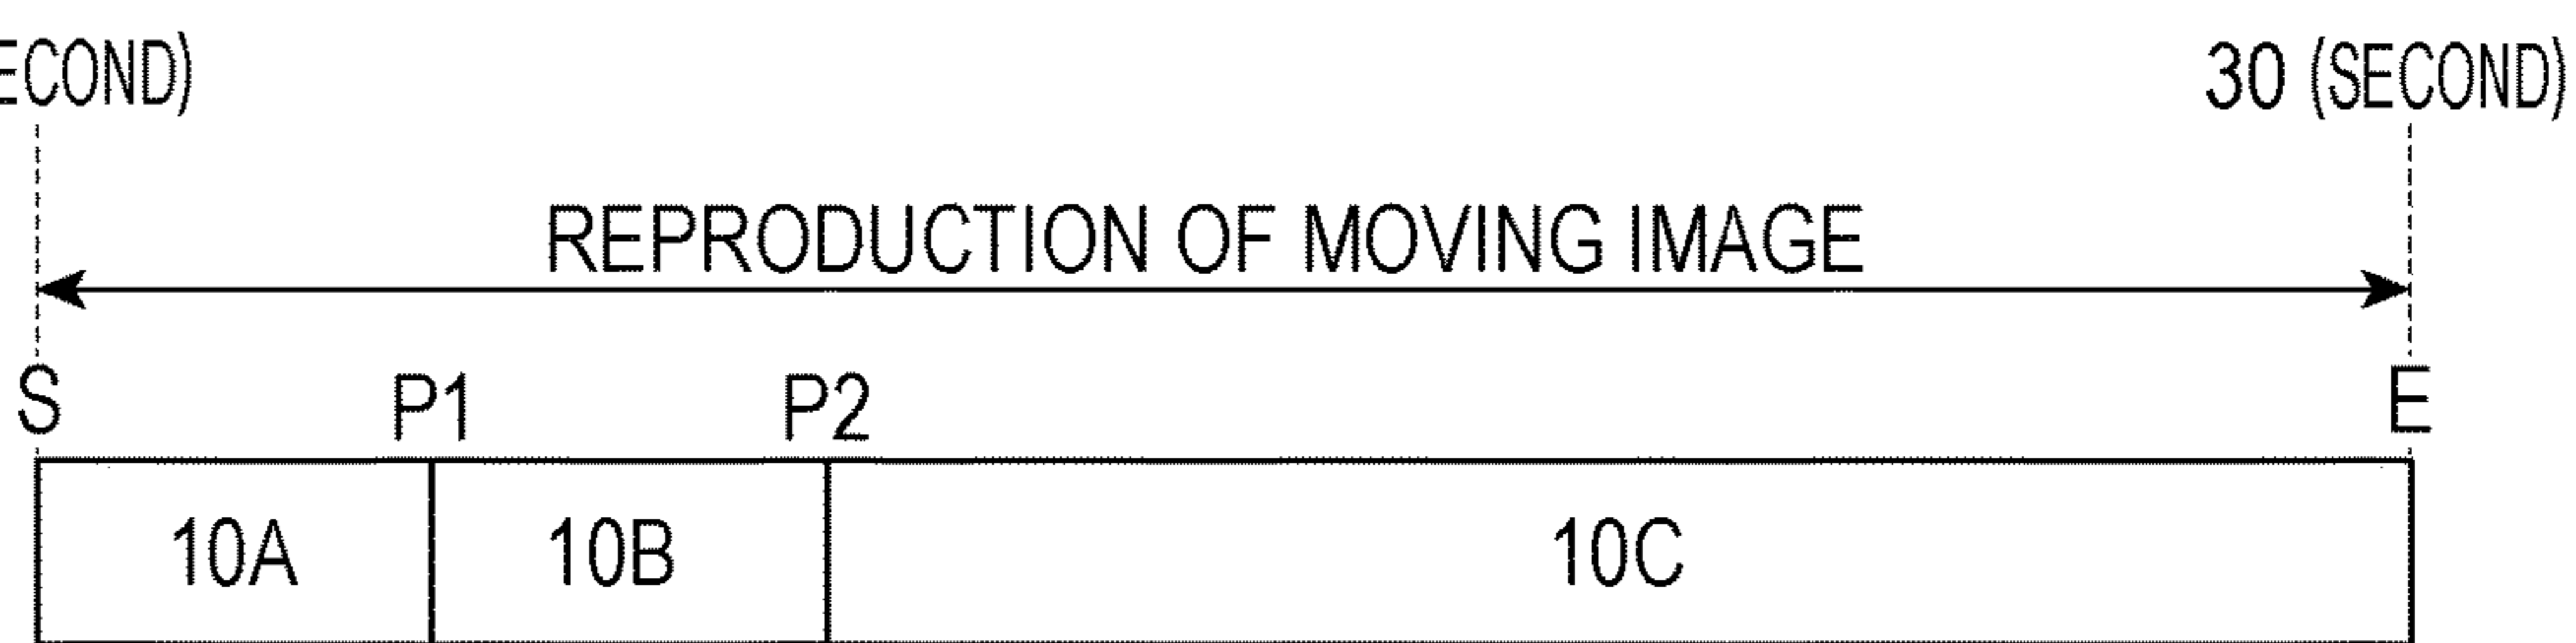 ECOND) 30 (SECOND)
REPRODUCTION OF MOVING IMAGE
S P1 P2 E
10A 10B 10C